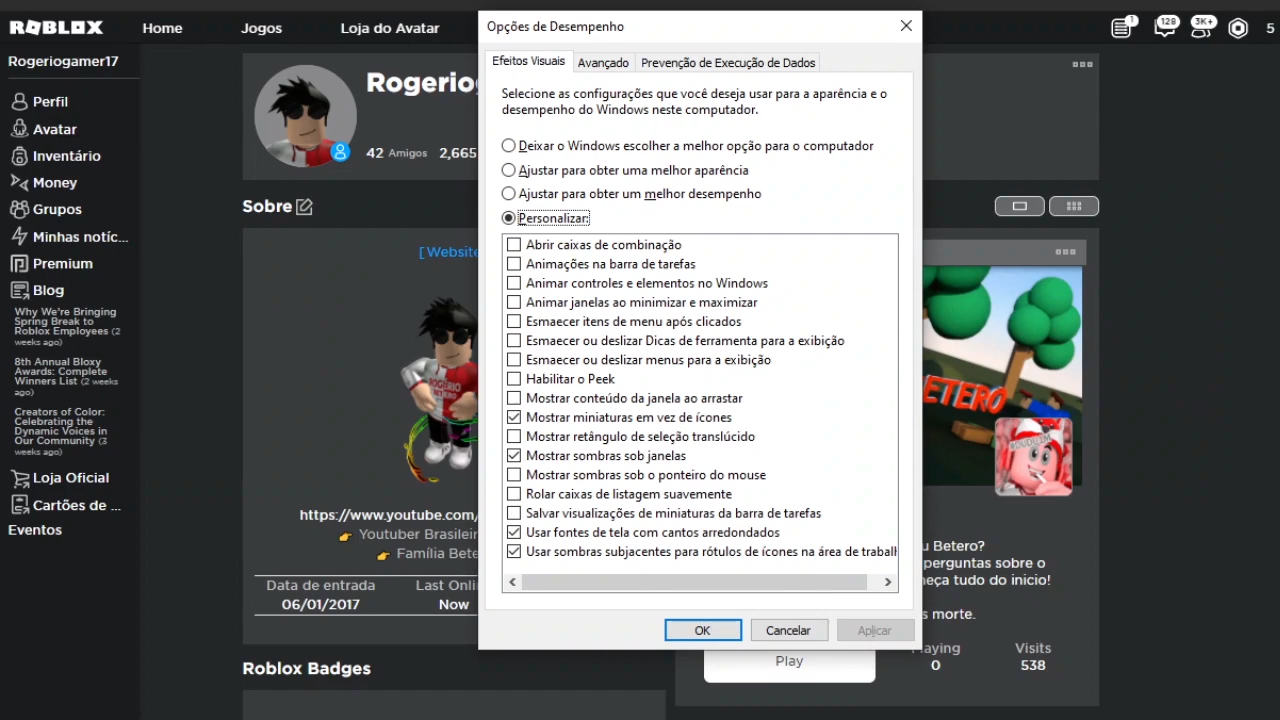 ROBLOX
Home
Jogos
Loja do Avatar
1
128
3K+
5
Rogeriogamer17
Perfil
Avatar
Inventário
Money
Grupos
Minhas notíc...
Premium
Blog
Why We're Bringing
Spring Break to
Roblox Employees (2
weeks ago)
8th Annual Bloxy
Awards: Complete
Winners List (2 weeks
ago)
Creators of Color:
Celebrating the
Dynamic Voices in
Our Community (3
weeks ago)
Loja Oficial
Cartões de ...
Eventos
Rogerio
42 Amigos 2,665
Sobre
[ Website
ROGERIO
https://www.youtube.com/
Youtuber Brasileir
Família Bete
Data de entrada
06/01/2017
Last Onli
Now
Roblox Badges
Opções de Desempenho
Efeitos Visuais
Avançado
Prevenção de Execução de Dados
Selecione as configurações que você deseja usar para a aparência e o
desempenho do Windows neste computador.
Deixar o Windows escolher a melhor opção para o computador
Ajustar para obter uma melhor aparência
Ajustar para obter um melhor desempenho
Personalizar:
Abrir caixas de combinação
Animações na barra de tarefas
Animar controles e elementos no Windows
Animar janelas ao minimizar e maximizar
Esmaecer itens de menu após clicados
Esmaecer ou deslizar Dicas de ferramenta para a exibição
Esmaecer ou deslizar menus para a exibição
Habilitar o Peek
Mostrar conteúdo da janela ao arrastar
Mostrar miniaturas em vez de ícones
Mostrar retângulo de seleção translúcido
Mostrar sombras sob janelas
Mostrar sombras sob o ponteiro do mouse
Rolar caixas de listagem suavemente
Salvar visualizações de miniaturas da barra de tarefas
Usar fontes de tela com cantos arredondados
Usar sombras subjacentes para rótulos de ícones na área de trabal
OK
Cancelar
Aplicar
BETERO
u Betero?
perguntas sobre o
eça tudo do inicio!
s morte.
Playing
0
Visits
538
Play